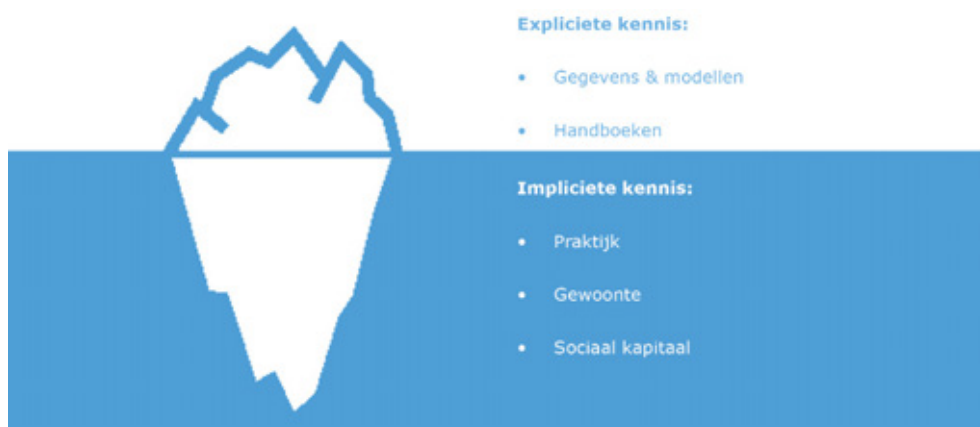 Expliciete kennis:
• Gegevens & modellen
• Handboeken
Impliciete kennis:
• Praktijk
• Gewoonte
• Sociaal kapitaal